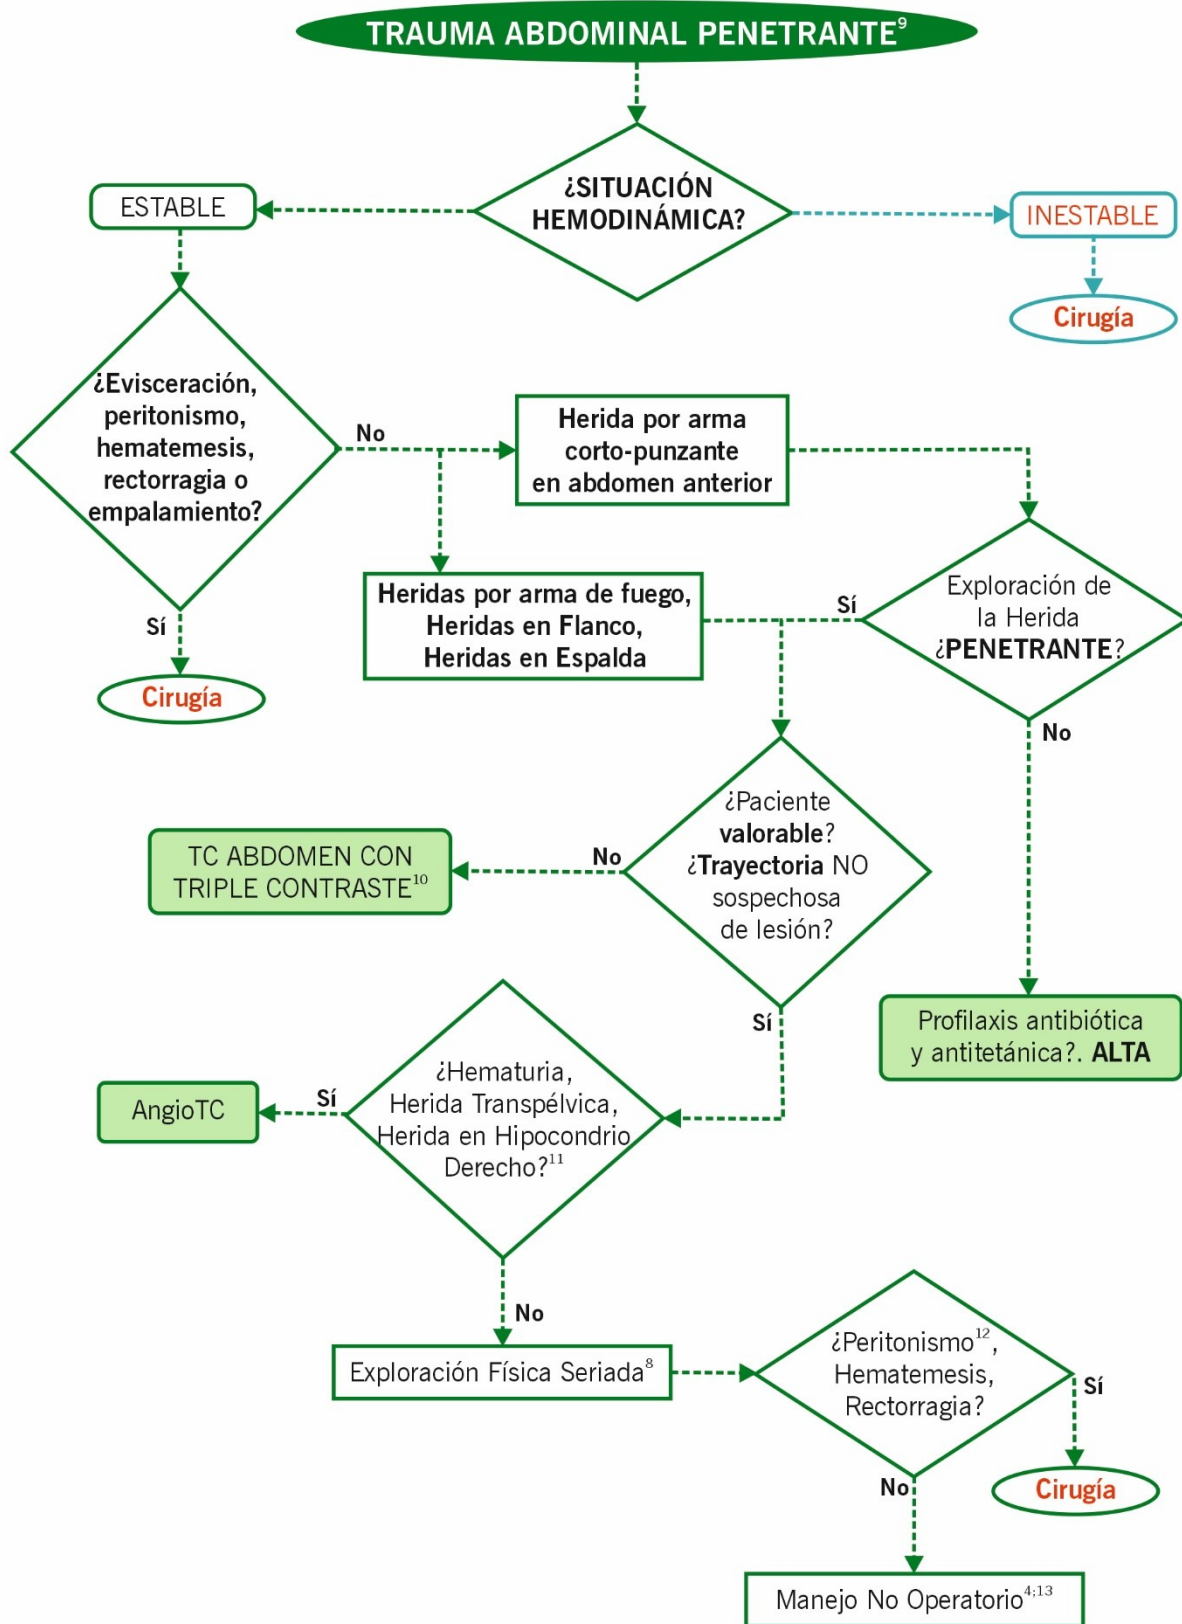 TRAUMA ABDOMINAL PENETRANTE⁹
¿SITUACIÓN
HEMODINÁMICA?
ESTABLE
INESTABLE
Cirugía
¿Evisceración,
peritonismo,
hematemesis,
rectorragia o
empalamiento?
No
Herida por arma
corto-punzante
en abdomen anterior
Heridas por arma de fuego,
Heridas en Flanco,
Heridas en Espalda
Sí
Exploración de
la Herida
¿PENETRANTE?
Sí
Cirugía
No
¿Paciente
valorable?
¿Trayectoria NO
sospechosa
de lesión?
No
TC ABDOMEN CON
TRIPLE CONTRASTE¹⁰
Sí
Profilaxis antibiótica
y antitetánica?. ALTA
¿Hematuria,
Herida Transpélvica,
Herida en Hipocondrio
Derecho?¹¹
Sí
AngioTC
No
Exploración Física Seriada⁸
¿Peritonismo¹²,
Hematemesis,
Rectorragia?
Sí
Cirugía
No
Manejo No Operatorio⁴;¹³